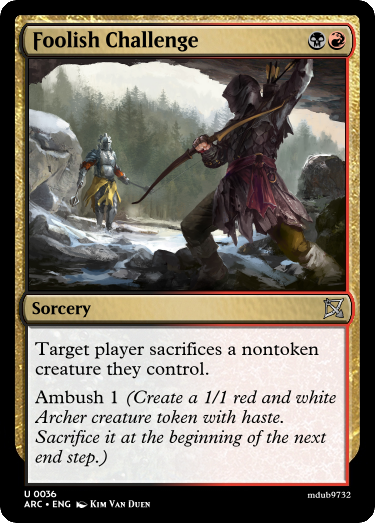 Foolish Challenge
Sorcery
Target player sacrifices a nontoken
creature they control.
Ambush 1 (Create a 1/1 red and white
Archer creature token with haste.
Sacrifice it at the beginning of the next
end step.)
U 0036
ARC • ENG Kim Van Duen
mdub9732